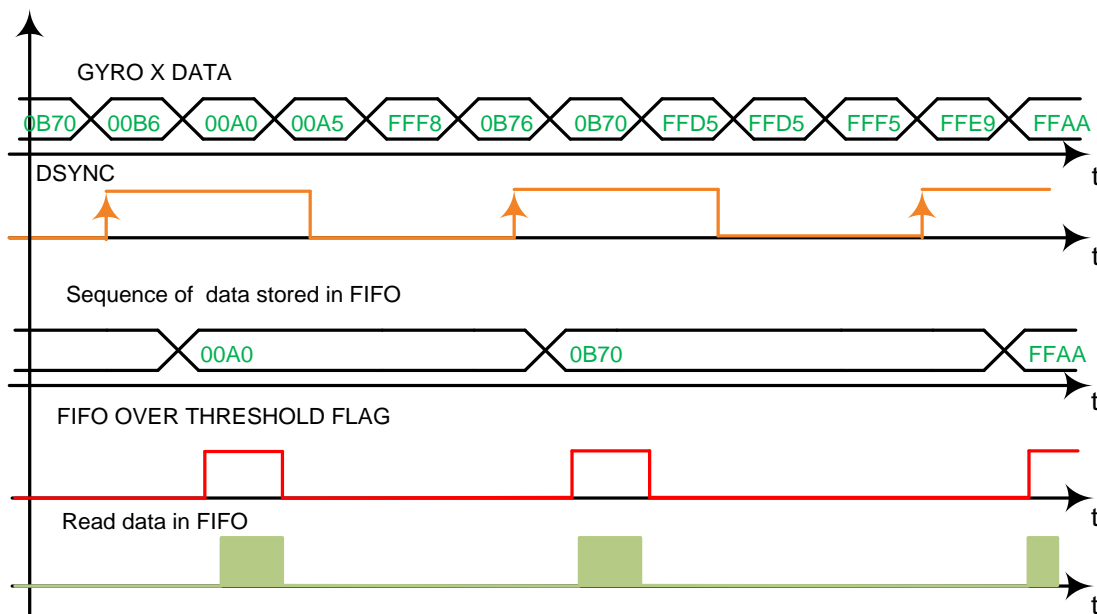 GYRO X DATA
0B70 00B6 00A0 00A5 FFF8 0B76 0B70 FFD5 FFD5 FFF5 FFE9 FFAA
t
DSYNC
t
Sequence of data stored in FIFO
00A0 0B70 FFAA
t
FIFO OVER THRESHOLD FLAG
t
Read data in FIFO
t